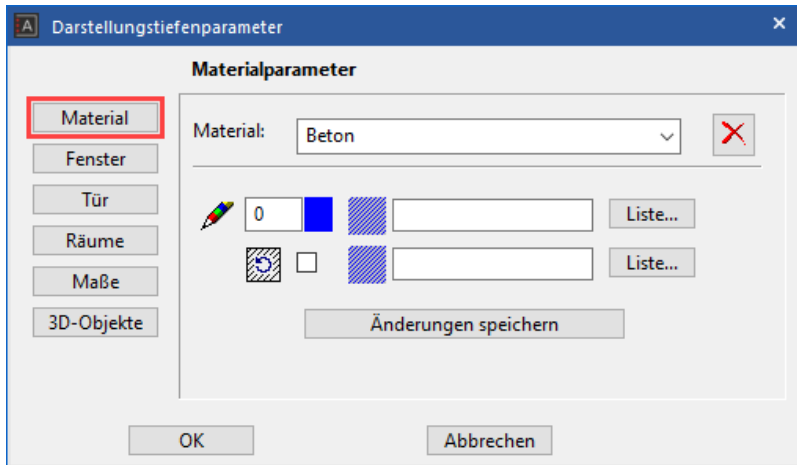 A Darstellungstiefenparameter
Materialparameter
Material
Fenster
Tür
Räume
Maße
3D-Objekte
Material: Beton
0 Liste...
Liste...
Änderungen speichern
OK Abbrechen